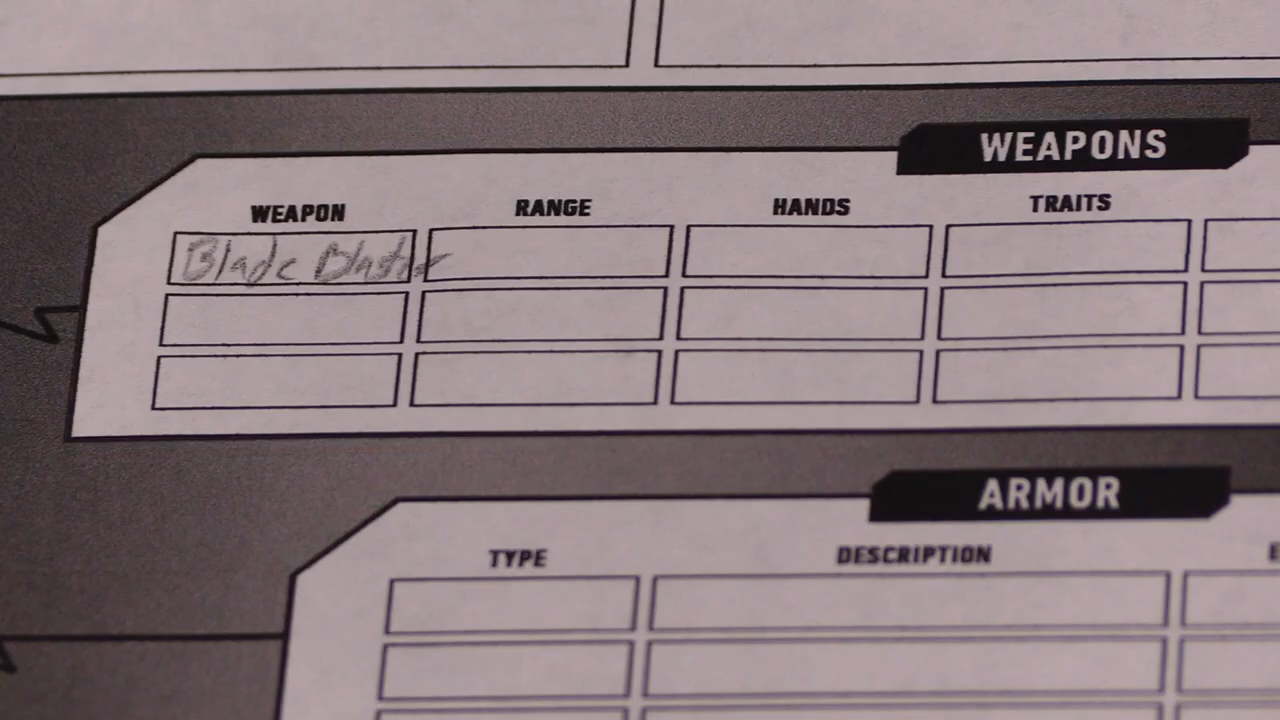 WEAPONS
WEAPON RANGE HANDS TRAITS
Blade Blaster
ARMOR
TYPE DESCRIPTION